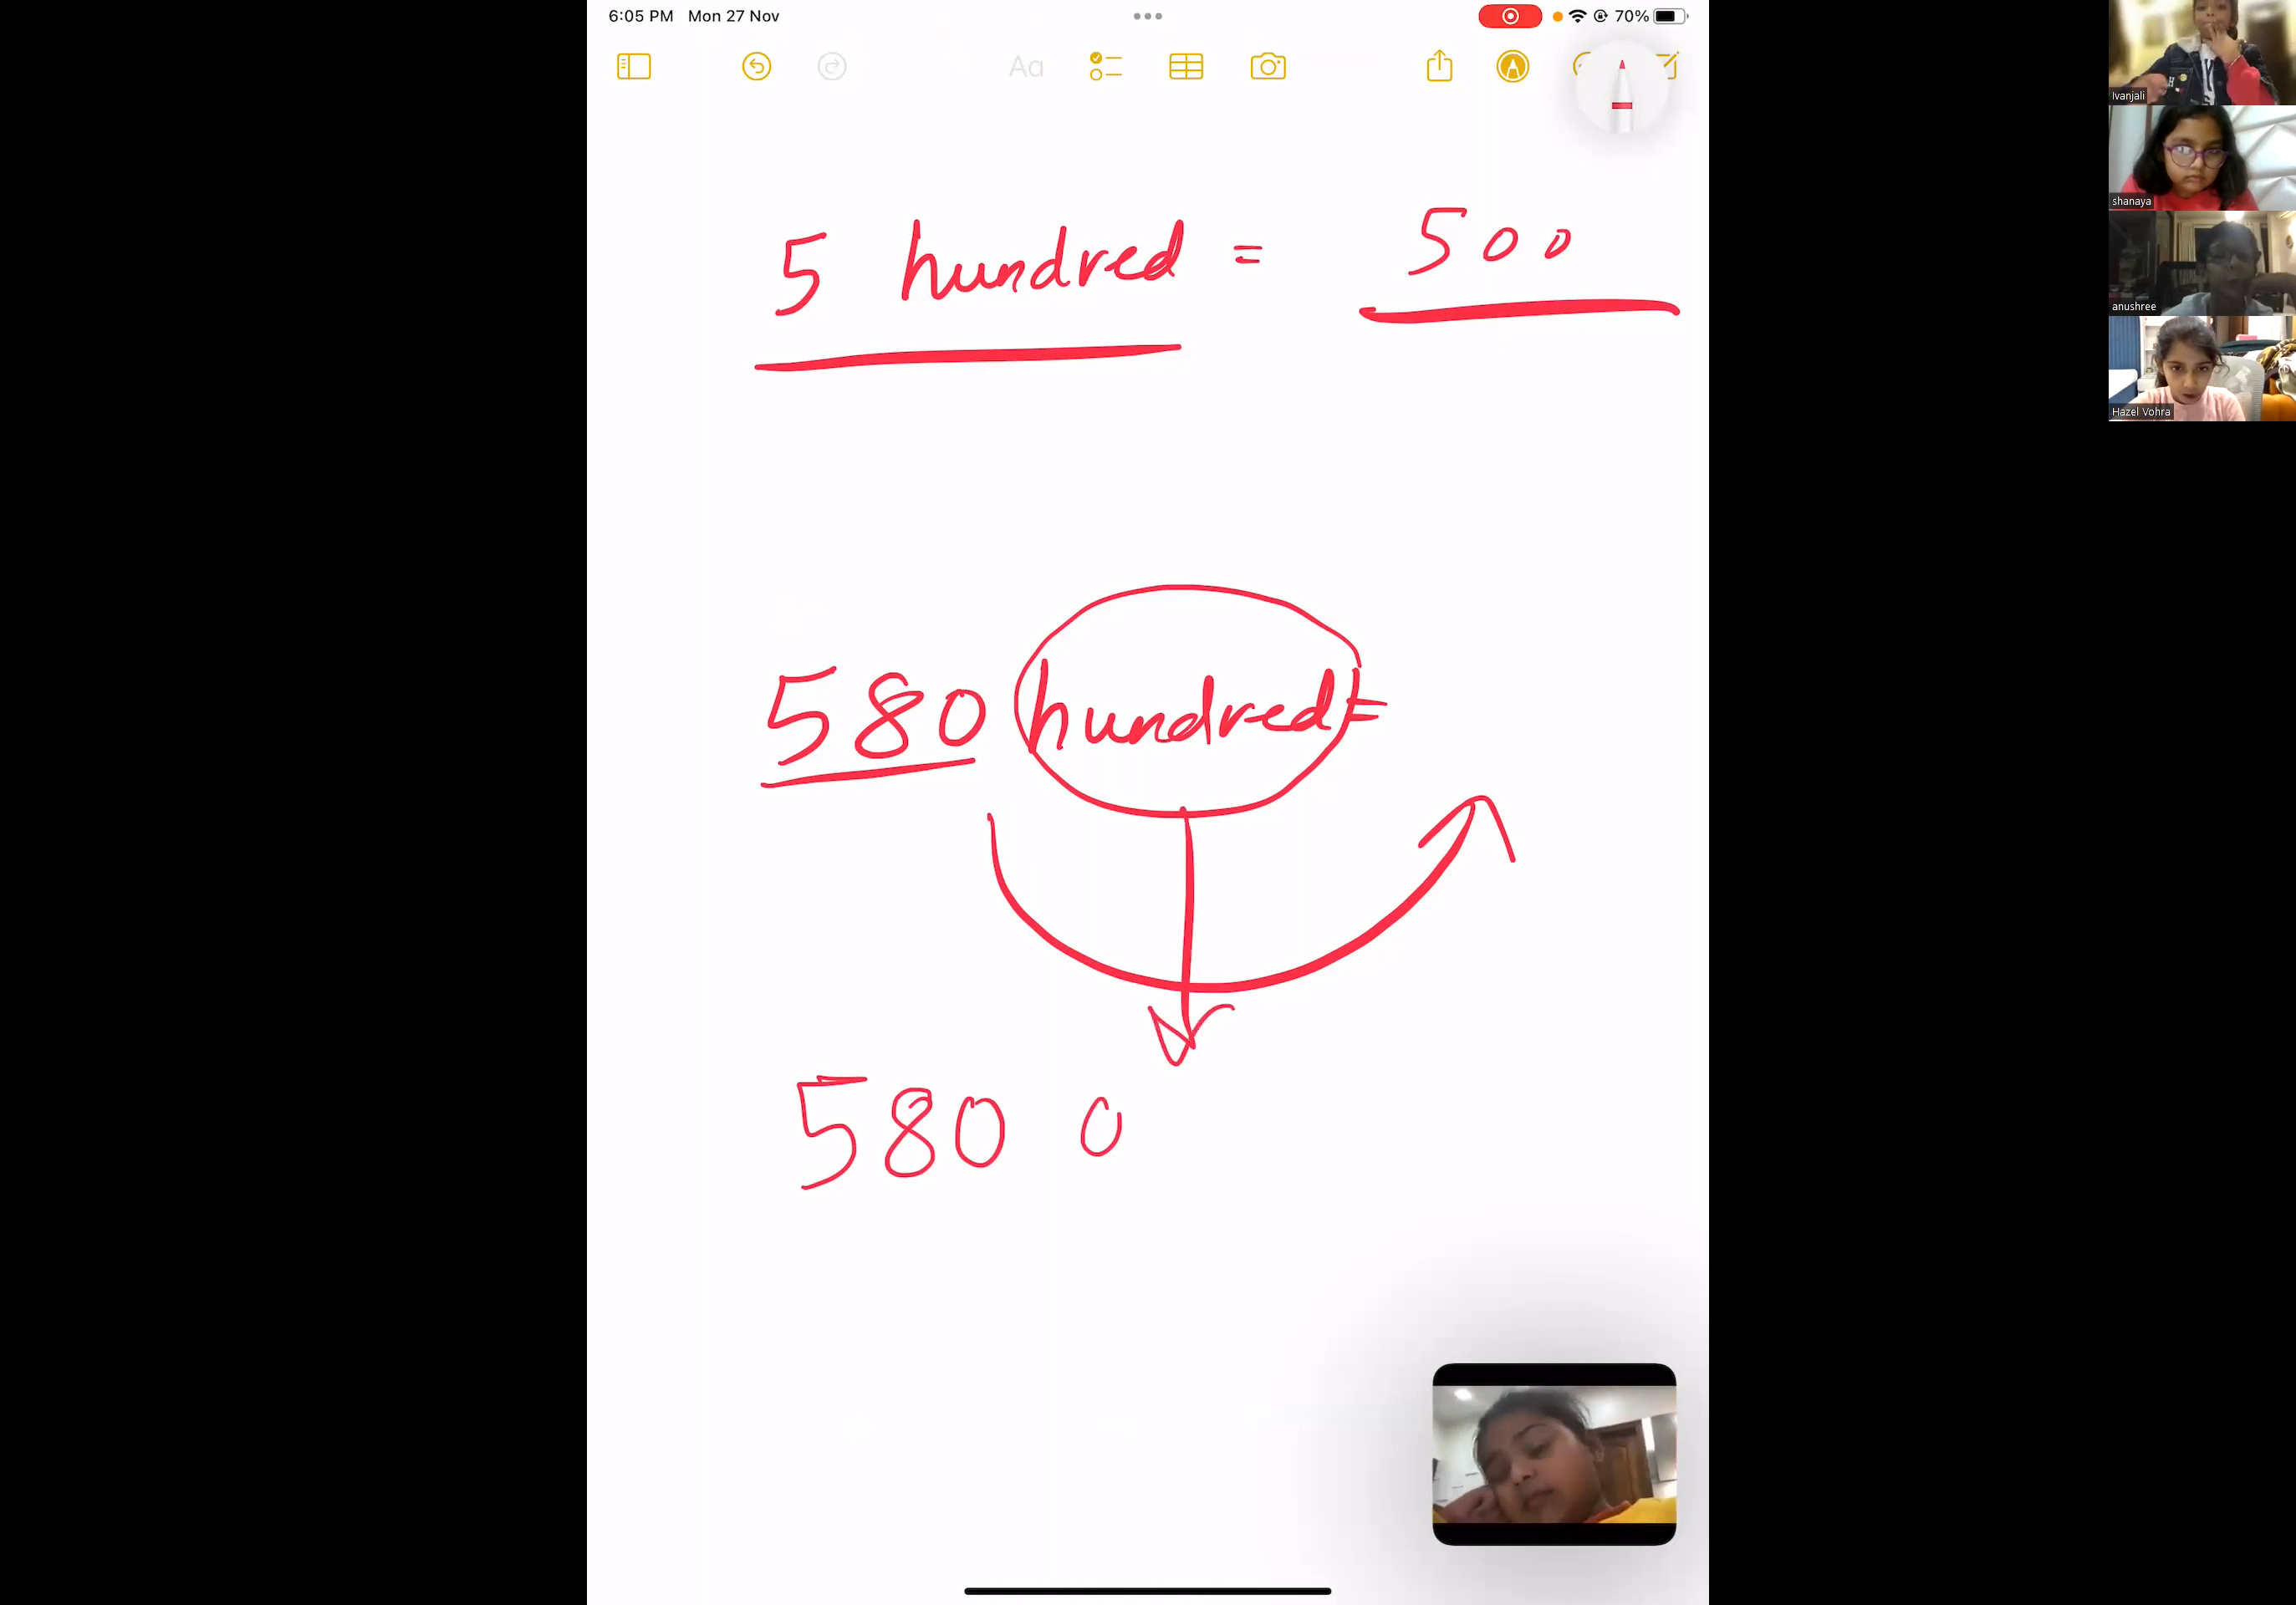 6:05 PM Mon 27 Nov
70%
Aa
5 hundred = 500
580 hundred =
580 0
Ivanjali
shanaya
anushree
Hazel Vohra